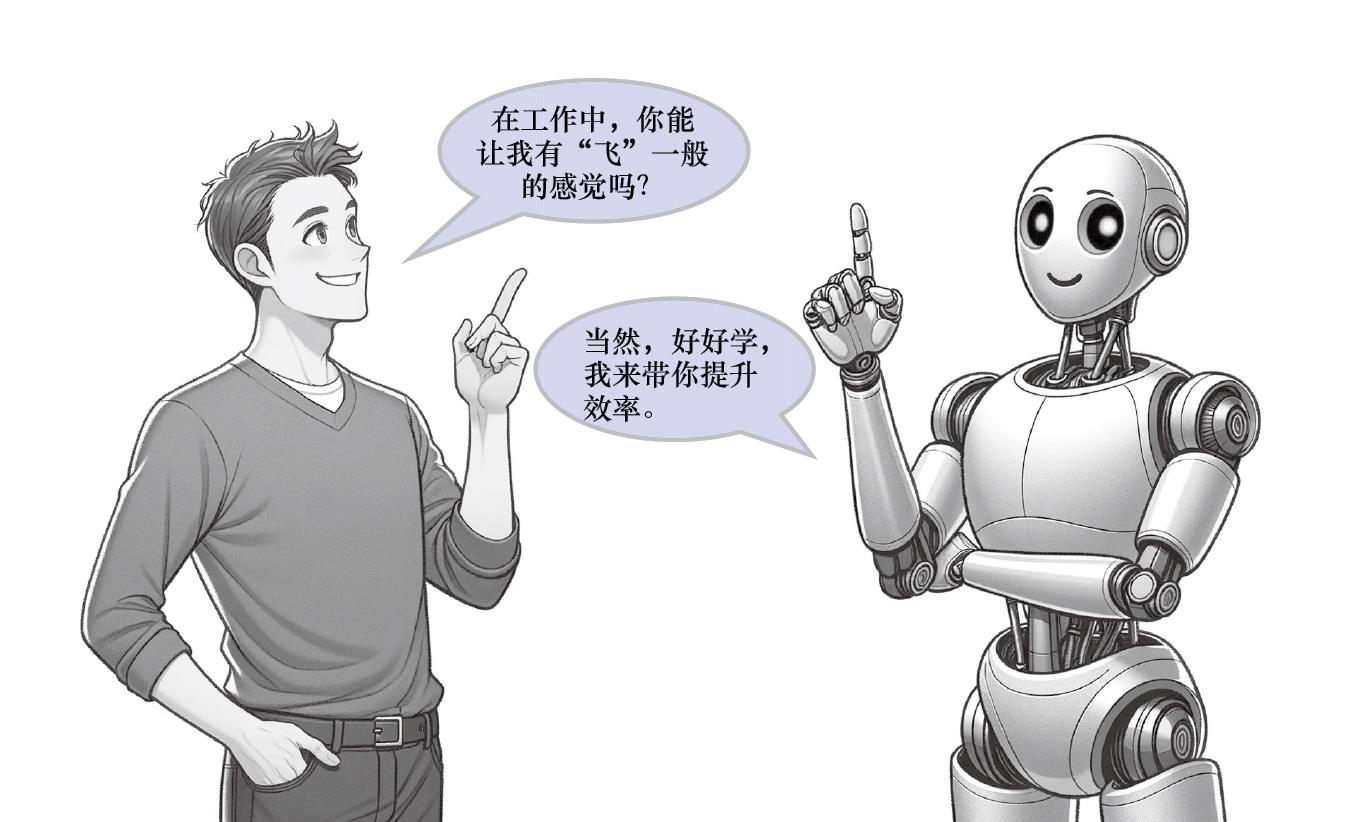 在工作中，你能
让我有“飞”一般
的感觉吗？
当然，好好学，
我来带你提升
效率。